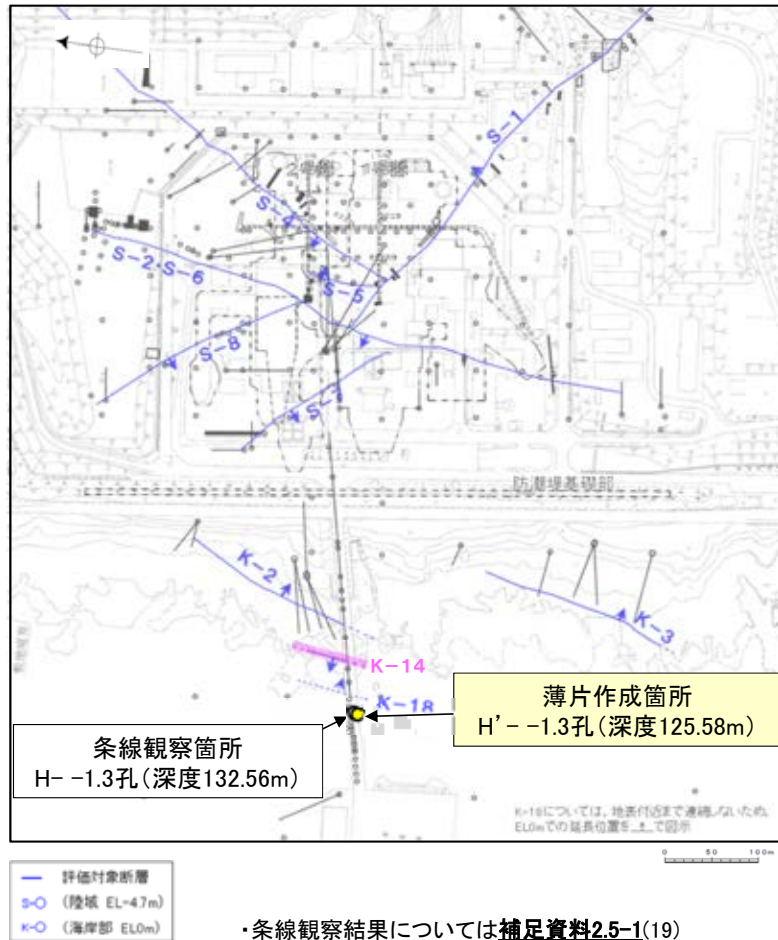 S-1
2号機 1号機
S-4
S-2・S-6
S-5
S-8
S-7
防潮堤基礎部
K-2
K-3
K-14
K-18
薄片作成箇所
H'- -1.3孔(深度125.58m)
条線観察箇所
H- -1.3孔(深度132.56m)
K-18については、地表付近まで連続しないため、
EL0mでの延長位置を で図示
0 50 100m
評価対象断層
S-○ (陸域 EL-4.7m)
K-○ (海岸部 EL0m)
・条線観察結果については補足資料2.5-1(19)